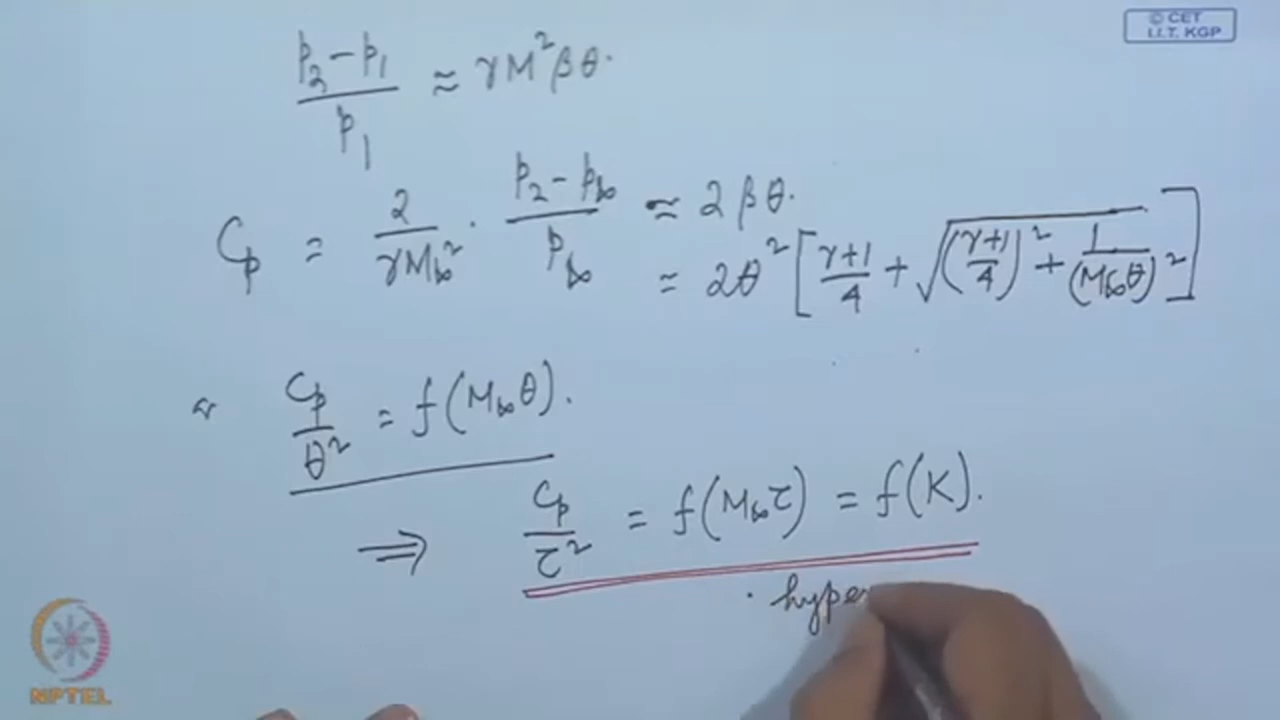 © CET
I.I.T. KGP
(p₂ − p₁) / p₁ ≈ γM²βθ.
Cp = 2 / (γM∞²) · (p₂ − p∞) / p∞ ≈ 2βθ.
≈ 2θ² [ (γ+1)/4 + √( ((γ+1)/4)² + 1/(M∞θ)² ) ]
Cp / θ² = f(M∞θ).
⇒ Cp / τ² = f(M∞τ) = f(K).
· hype
NPTEL